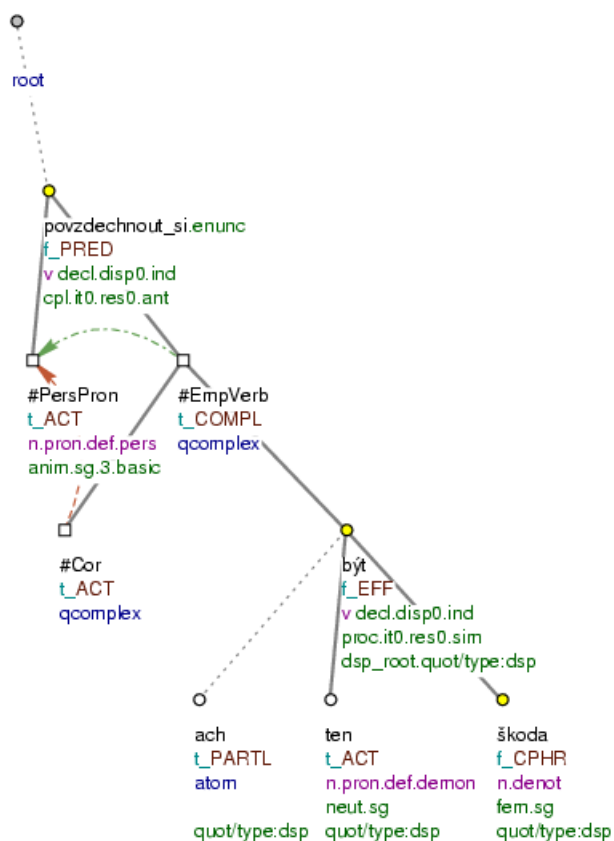 root
povzdechnout_si.enunc
f_PRED
v decl.disp0.ind
cpl.it0.res0.ant
#PersPron
t_ACT
n.pron.def.pers
anim.sg.3.basic
#EmpVerb
t_COMPL
qcomplex
#Cor
t_ACT
qcomplex
být
f_EFF
v decl.disp0.ind
proc.it0.res0.sim
dsp_root.quot/type:dsp
ach
t_PARTL
atom
quot/type:dsp
ten
t_ACT
n.pron.def.demon
neut.sg
quot/type:dsp
škoda
f_CPHR
n.denot
fem.sg
quot/type:dsp